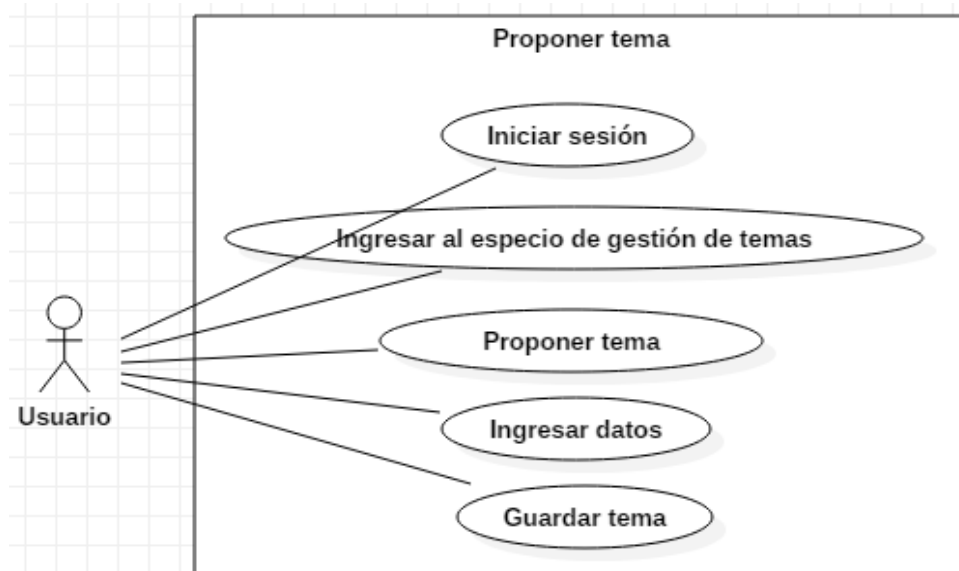 Proponer tema
Iniciar sesión
Ingresar al especio de gestión de temas
Proponer tema
Usuario
Ingresar datos
Guardar tema